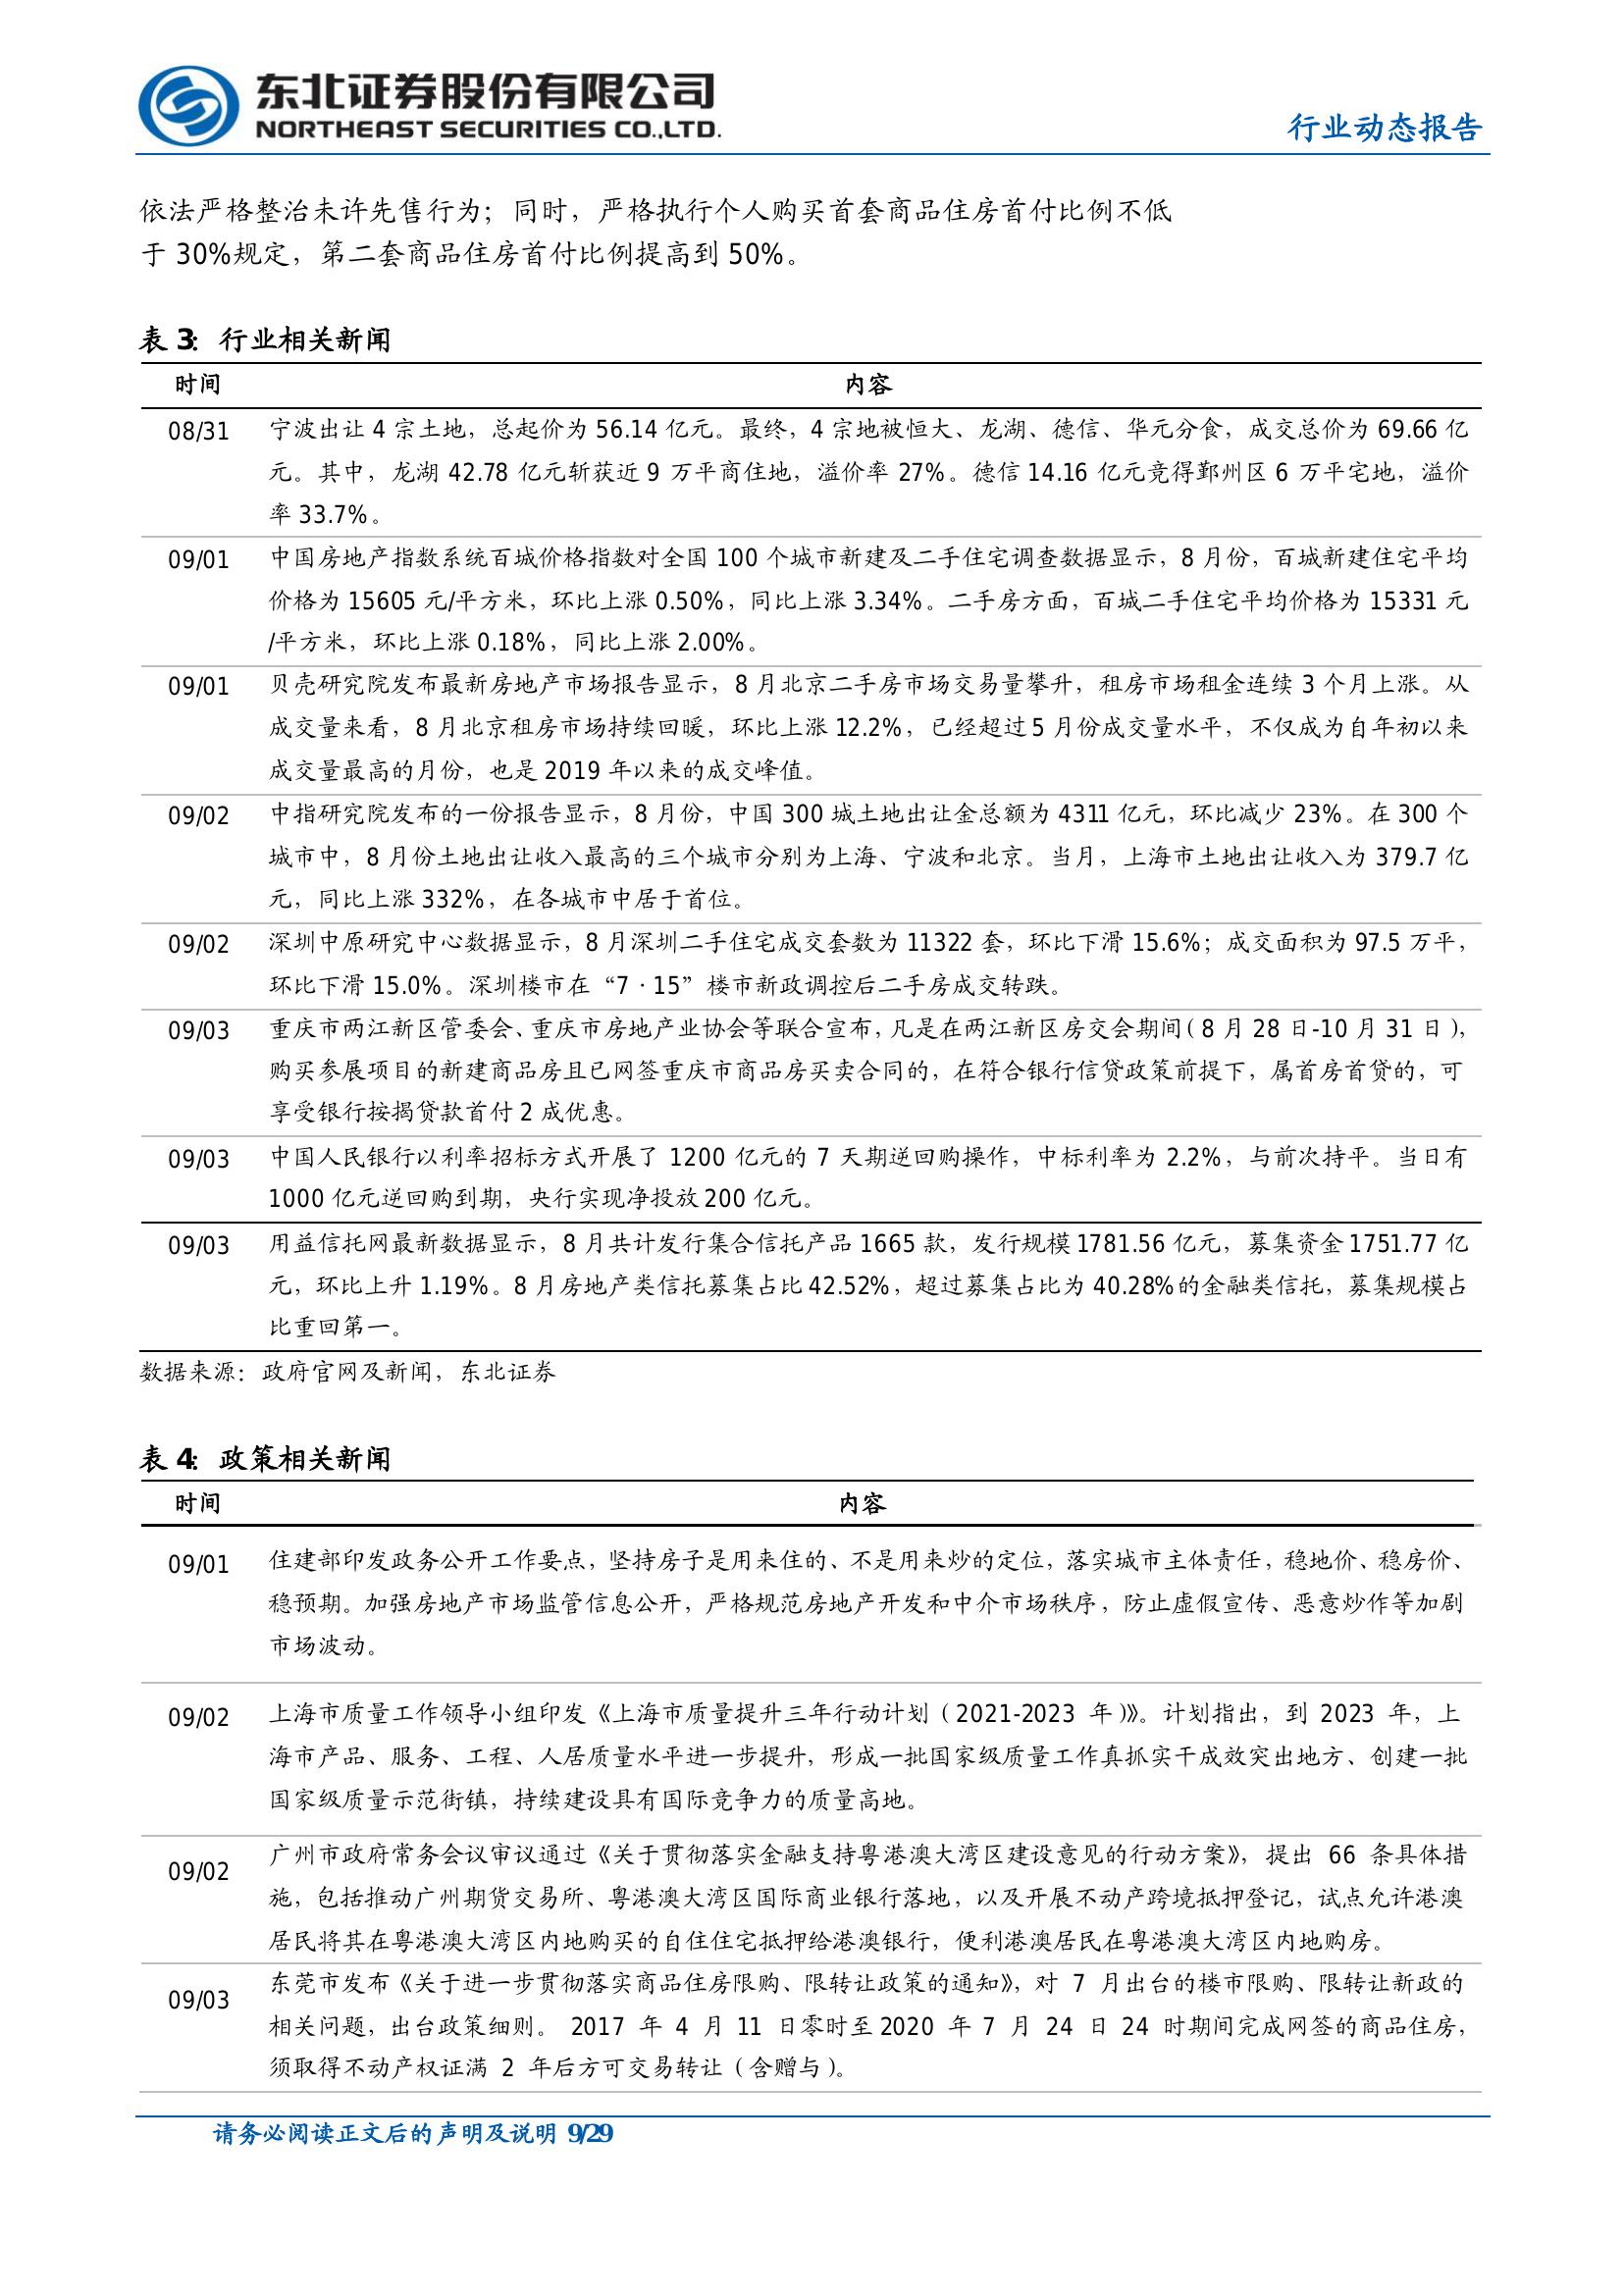 东北证券股份有限公司
NORTHEAST SECURITIES CO.,LTD.
行业动态报告
依法严格整治未许先售行为；同时，严格执行个人购买首套商品住房首付比例不低
于 30%规定，第二套商品住房首付比例提高到 50%。
表 3：行业相关新闻
时间 内容
08/31 宁波出让 4 宗土地，总起价为 56.14 亿元。最终，4 宗地被恒大、龙湖、德信、华元分食，成交总价为 69.66 亿
元。其中，龙湖 42.78 亿元斩获近 9 万平商住地，溢价率 27%。德信 14.16 亿元竞得鄞州区 6 万平宅地，溢价
率 33.7%。
09/01 中国房地产指数系统百城价格指数对全国 100 个城市新建及二手住宅调查数据显示，8 月份，百城新建住宅平均
价格为 15605 元/平方米，环比上涨 0.50%，同比上涨 3.34%。二手房方面，百城二手住宅平均价格为 15331 元
/平方米，环比上涨 0.18%，同比上涨 2.00%。
09/01 贝壳研究院发布最新房地产市场报告显示，8 月北京二手房市场交易量攀升，租房市场租金连续 3 个月上涨。从
成交量来看，8 月北京租房市场持续回暖，环比上涨 12.2%，已经超过 5 月份成交量水平，不仅成为自年初以来
成交量最高的月份，也是 2019 年以来的成交峰值。
09/02 中指研究院发布的一份报告显示，8 月份，中国 300 城土地出让金总额为 4311 亿元，环比减少 23%。在 300 个
城市中，8 月份土地出让收入最高的三个城市分别为上海、宁波和北京。当月，上海市土地出让收入为 379.7 亿
元，同比上涨 332%，在各城市中居于首位。
09/02 深圳中原研究中心数据显示，8 月深圳二手住宅成交套数为 11322 套，环比下滑 15.6%；成交面积为 97.5 万平，
环比下滑 15.0%。深圳楼市在“7·15”楼市新政调控后二手房成交转跌。
09/03 重庆市两江新区管委会、重庆市房地产业协会等联合宣布，凡是在两江新区房交会期间（8 月 28 日-10 月 31 日），
购买参展项目的新建商品房且已网签重庆市商品房买卖合同的，在符合银行信贷政策前提下，属首房首贷的，可
享受银行按揭贷款首付 2 成优惠。
09/03 中国人民银行以利率招标方式开展了 1200 亿元的 7 天期逆回购操作，中标利率为 2.2%，与前次持平。当日有
1000 亿元逆回购到期，央行实现净投放 200 亿元。
09/03 用益信托网最新数据显示，8 月共计发行集合信托产品 1665 款，发行规模 1781.56 亿元，募集资金 1751.77 亿
元，环比上升 1.19%。8 月房地产类信托募集占比 42.52%，超过募集占比为 40.28%的金融类信托，募集规模占
比重回第一。
数据来源：政府官网及新闻，东北证券
表 4：政策相关新闻
时间 内容
09/01 住建部印发政务公开工作要点，坚持房子是用来住的、不是用来炒的定位，落实城市主体责任，稳地价、稳房价、
稳预期。加强房地产市场监管信息公开，严格规范房地产开发和中介市场秩序，防止虚假宣传、恶意炒作等加剧
市场波动。
09/02 上海市质量工作领导小组印发《上海市质量提升三年行动计划（2021-2023 年）》。计划指出，到 2023 年，上
海市产品、服务、工程、人居质量水平进一步提升，形成一批国家级质量工作真抓实干成效突出地方、创建一批
国家级质量示范街镇，持续建设具有国际竞争力的质量高地。
09/02 广州市政府常务会议审议通过《关于贯彻落实金融支持粤港澳大湾区建设意见的行动方案》，提出 66 条具体措
施，包括推动广州期货交易所、粤港澳大湾区国际商业银行落地，以及开展不动产跨境抵押登记，试点允许港澳
居民将其在粤港澳大湾区内地购买的自住住宅抵押给港澳银行，便利港澳居民在粤港澳大湾区内地购房。
09/03 东莞市发布《关于进一步贯彻落实商品住房限购、限转让政策的通知》，对 7 月出台的楼市限购、限转让新政的
相关问题，出台政策细则。 2017 年 4 月 11 日零时至 2020 年 7 月 24 日 24 时期间完成网签的商品住房，
须取得不动产权证满 2 年后方可交易转让（含赠与）。
请务必阅读正文后的声明及说明 9/29